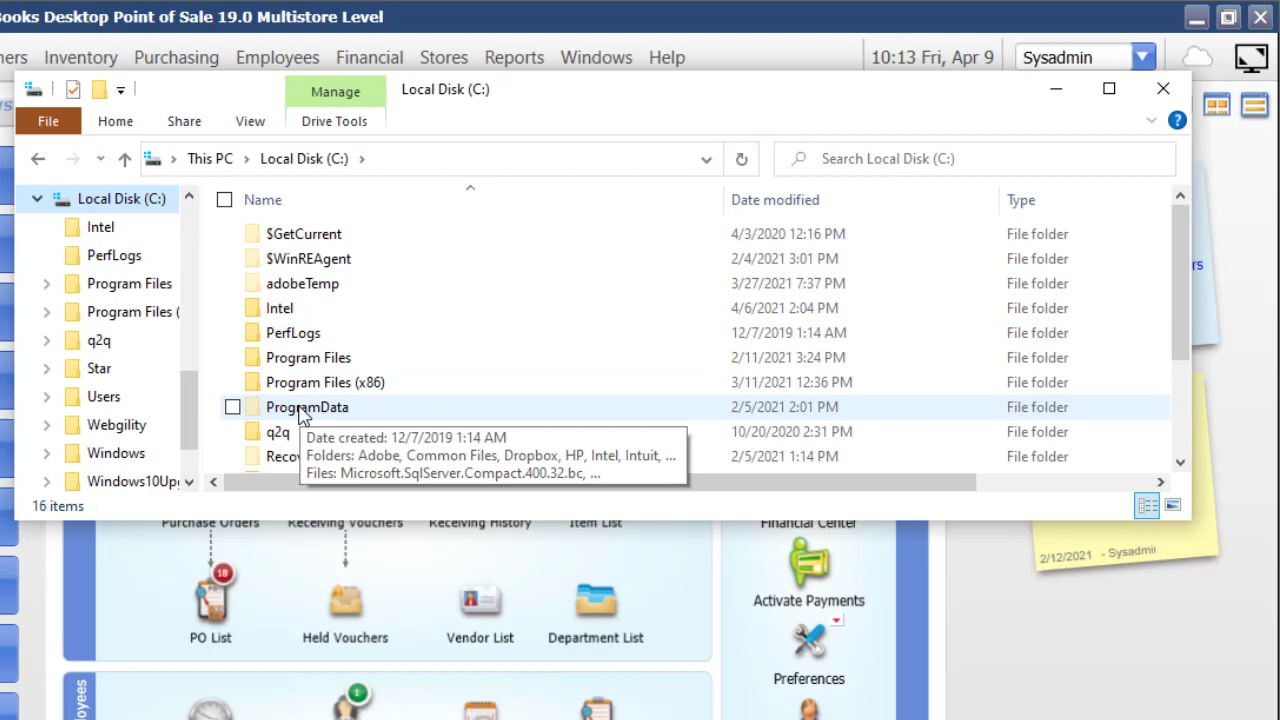 ooks Desktop Point of Sale 19.0 Multistore Level
ners Inventory Purchasing Employees Financial Stores Reports Windows Help 10:13 Fri, Apr 9 Sysadmin
Manage Local Disk (C:)
File Home Share View Drive Tools
This PC Local Disk (C:) Search Local Disk (C:)
Local Disk (C:)
Intel
PerfLogs
Program Files
Program Files (
q2q
Star
Users
Webgility
Windows
Windows10Upg
Name Date modified Type
$GetCurrent 4/3/2020 12:16 PM File folder
$WinREAgent 2/4/2021 3:01 PM File folder
adobeTemp 3/27/2021 7:37 PM File folder
Intel 4/6/2021 2:04 PM File folder
PerfLogs 12/7/2019 1:14 AM File folder
Program Files 2/11/2021 3:24 PM File folder
Program Files (x86) 3/11/2021 12:36 PM File folder
ProgramData 2/5/2021 2:01 PM File folder
q2q 10/20/2020 2:31 PM File folder
Reco 2/5/2021 1:14 PM File folder
Date created: 12/7/2019 1:14 AM
Folders: Adobe, Common Files, Dropbox, HP, Intel, Intuit, ...
Files: Microsoft.SqlServer.Compact.400.32.bc, ...
16 items
rs
Purchase Orders Receiving Vouchers Receiving History Item List Financial Center
2/12/2021 - Sysadmin
18
PO List Held Vouchers Vendor List Department List
Activate Payments
Preferences
1
oyees